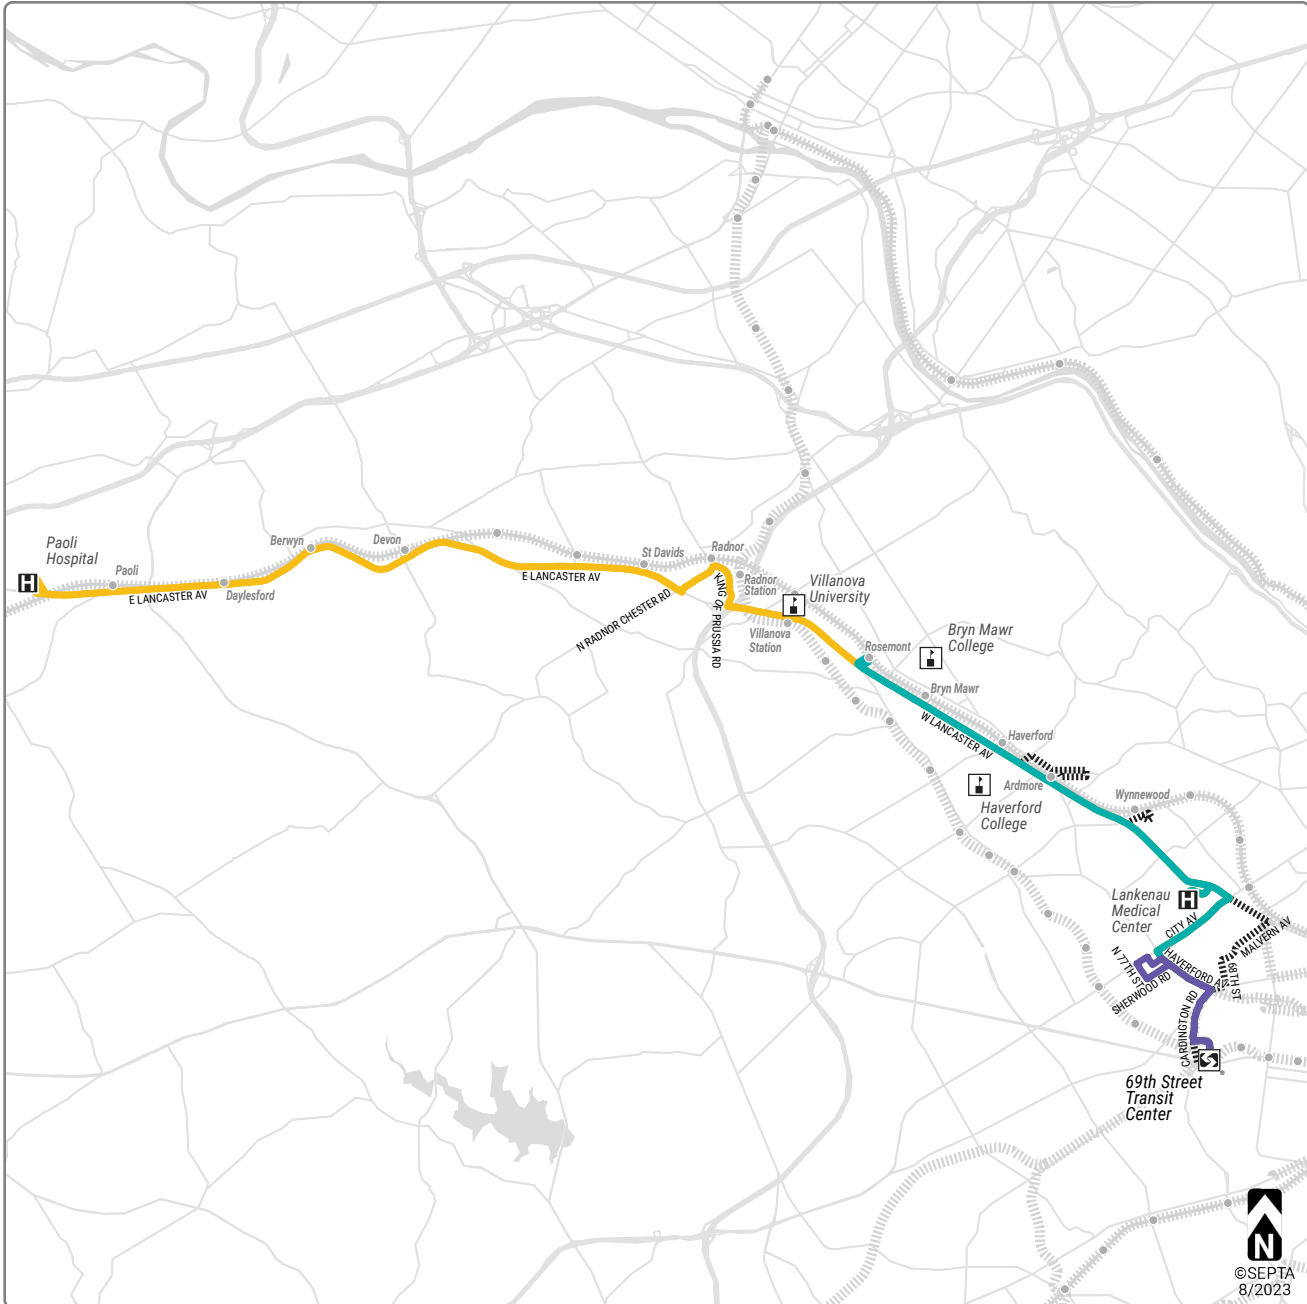 Paoli
Hospital
Paoli
E LANCASTER AV
Daylesford
Berwyn
Devon
E LANCASTER AV
St Davids
Radnor
Radnor
Station
N RADNOR CHESTER RD
KING OF PRUSSIA RD
Villanova
University
Villanova
Station
Rosemont
Bryn Mawr
College
Bryn Mawr
W LANCASTER AV
Haverford
Ardmore
Haverford
College
Wynnewood
Lankenau
Medical
Center
H
H
CITY AV
MALVERN AV
68TH ST
HAVERFORD AV
N 77TH ST
SHERWOOD RD
CARDINGTON RD
69th Street
Transit
Center
N
©SEPTA
8/2023